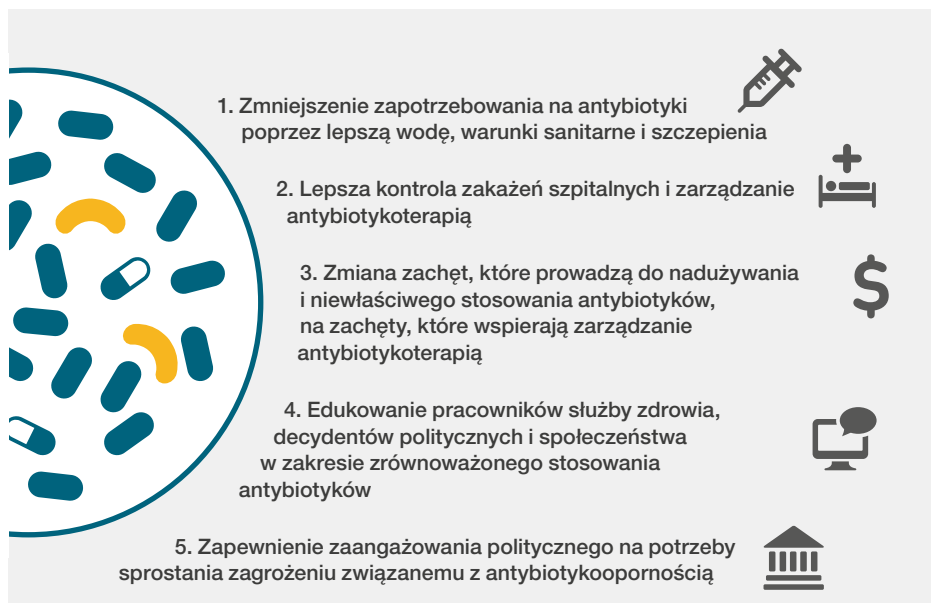 1. Zmniejszenie zapotrzebowania na antybiotyki
poprzez lepszą wodę, warunki sanitarne i szczepienia
2. Lepsza kontrola zakażeń szpitalnych i zarządzanie
antybiotykoterapią
3. Zmiana zachęt, które prowadzą do nadużywania
i niewłaściwego stosowania antybiotyków,
na zachęty, które wspierają zarządzanie
antybiotykoterapią
4. Edukowanie pracowników służby zdrowia,
decydentów politycznych i społeczeństwa
w zakresie zrównoważonego stosowania
antybiotyków
5. Zapewnienie zaangażowania politycznego na potrzeby
sprostania zagrożeniu związanemu z antybiotykoopornością